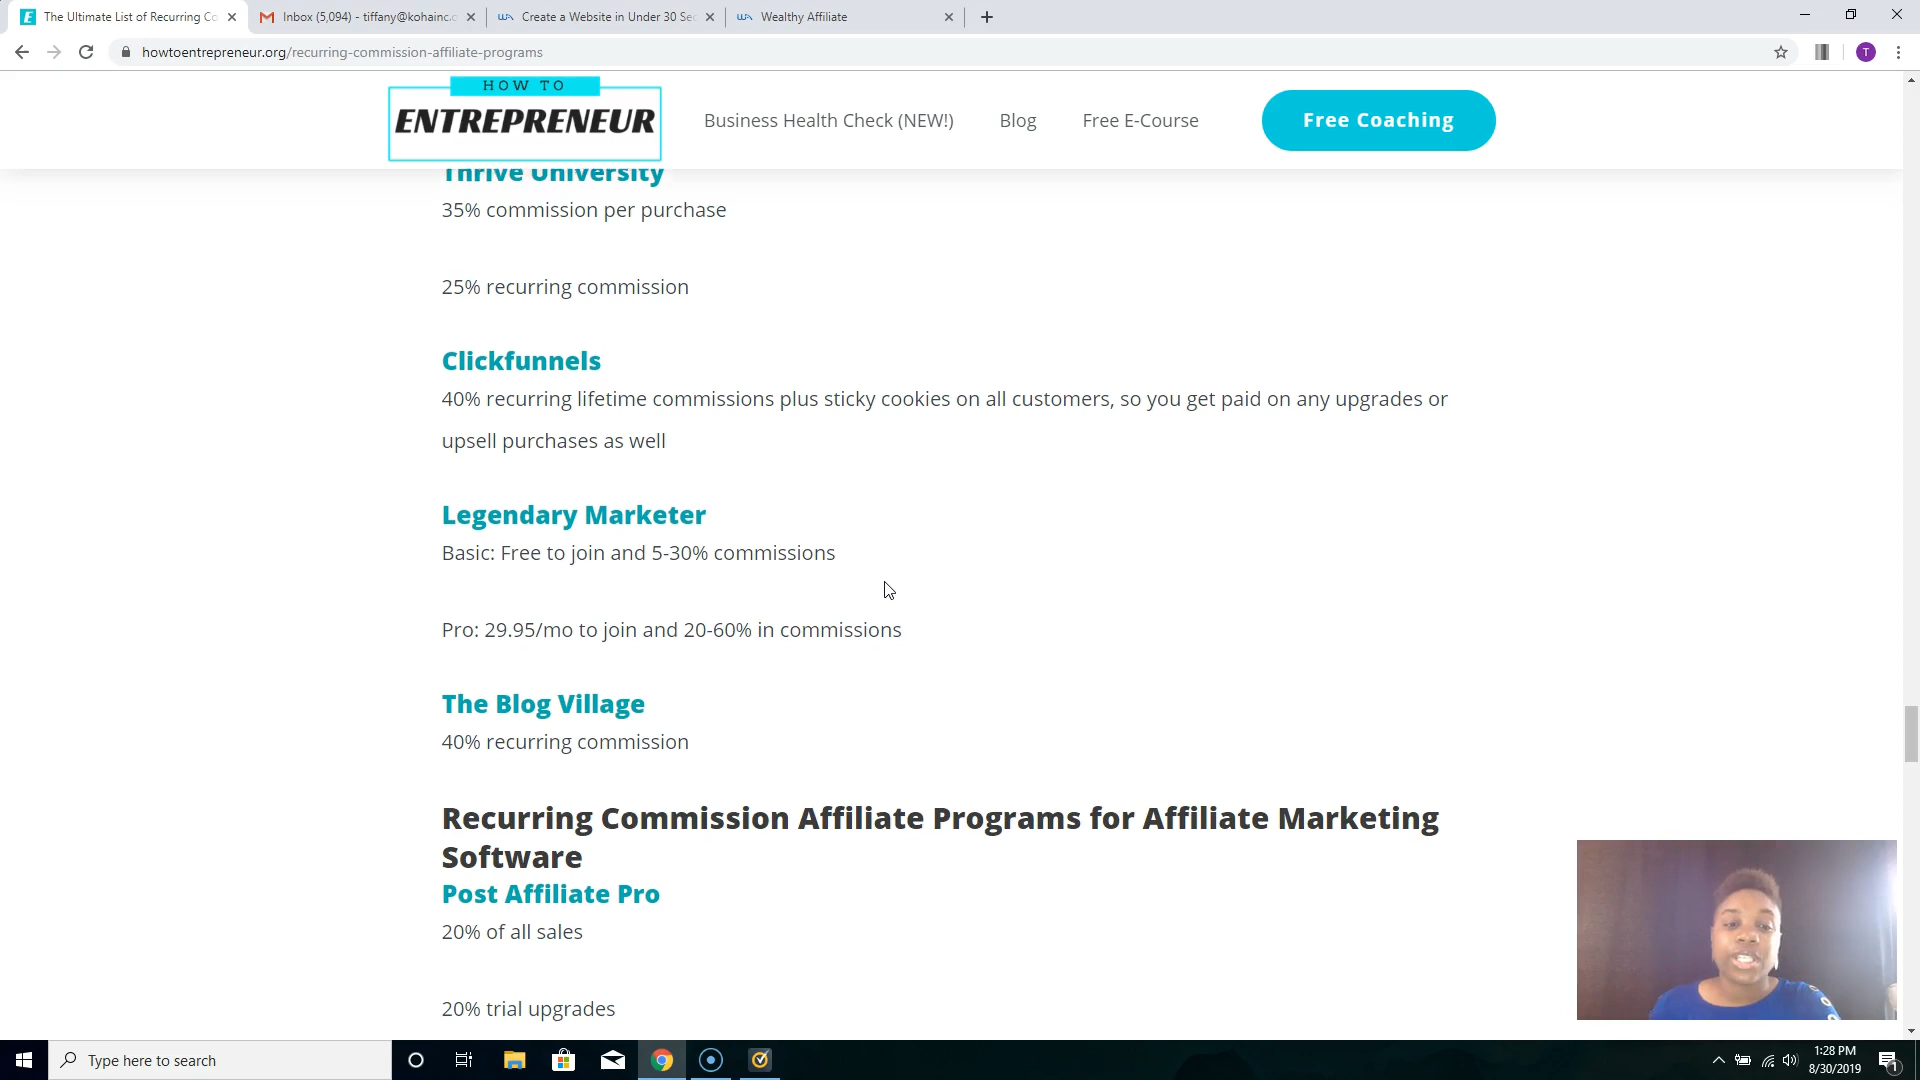 The Ultimate List of Recurring Co
Inbox (5,094) - tiffany@kohainc.c
Create a Website in Under 30 Sec
Wealthy Affiliate
howtoentrepreneur.org/recurring-commission-affiliate-programs
T
HOW TO
ENTREPRENEUR
Business Health Check (NEW!)
Blog
Free E-Course
Free Coaching
Thrive University
35% commission per purchase
25% recurring commission
Clickfunnels
40% recurring lifetime commissions plus sticky cookies on all customers, so you get paid on any upgrades or
upsell purchases as well
Legendary Marketer
Basic: Free to join and 5-30% commissions
Pro: 29.95/mo to join and 20-60% in commissions
The Blog Village
40% recurring commission
Recurring Commission Affiliate Programs for Affiliate Marketing
Software
Post Affiliate Pro
20% of all sales
20% trial upgrades
Type here to search
1:28 PM
8/30/2019
1